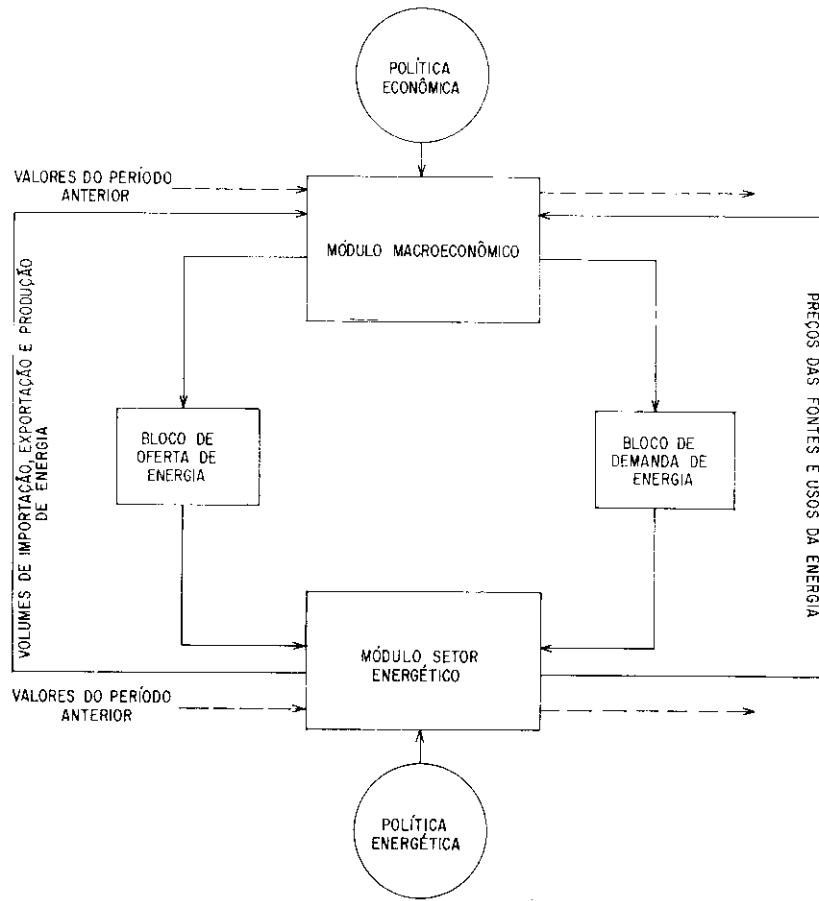 POLÍTICA
ECONÔMICA
VALORES DO PERÍODO
ANTERIOR
MÓDULO MACROECONÔMICO
VOLUMES DE IMPORTAÇÃO, EXPORTAÇÃO E PRODUÇÃO
DE ENERGIA
PREÇOS DAS FONTES E USOS DA ENERGIA
BLOCO DE
OFERTA DE
ENERGIA
BLOCO DE
DEMANDA DE
ENERGIA
MÓDULO SETOR
ENERGÉTICO
VALORES DO PERÍODO
ANTERIOR
POLÍTICA
ENERGÉTICA